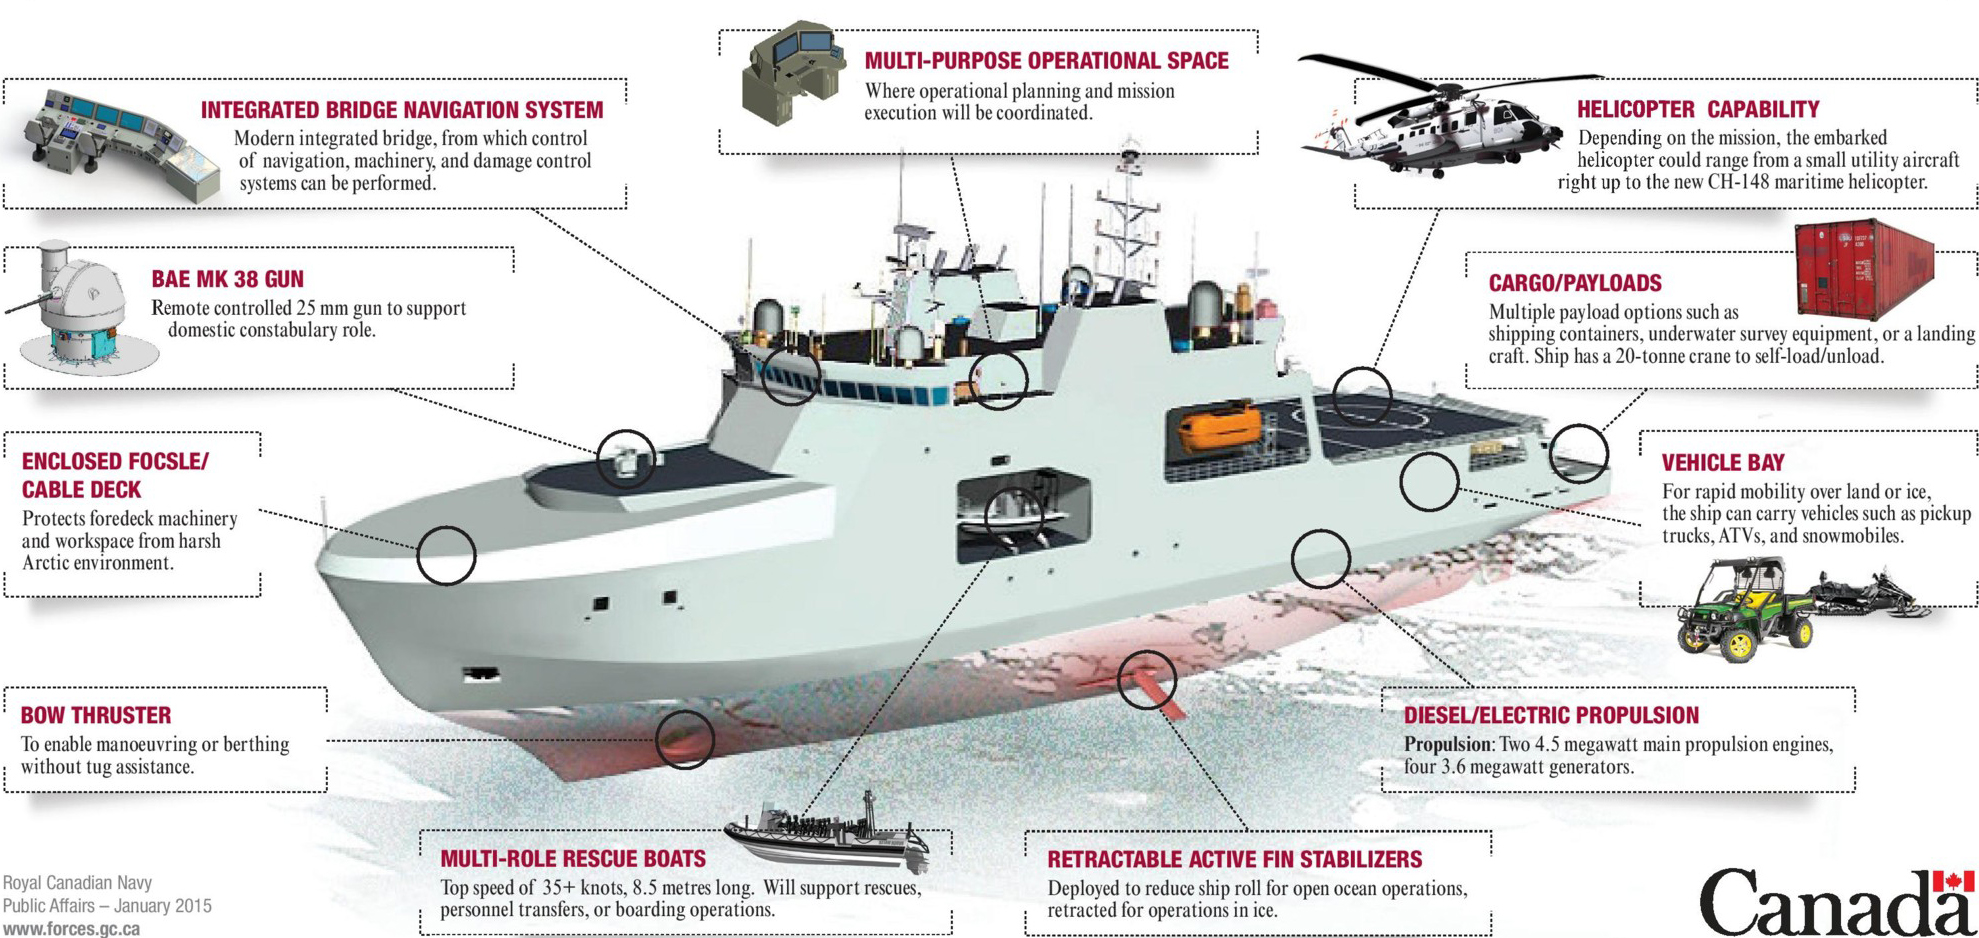 MULTI-PURPOSE OPERATIONAL SPACE
Where operational planning and mission
execution will be coordinated.
INTEGRATED BRIDGE NAVIGATION SYSTEM
Modern integrated bridge, from which control
of navigation, machinery, and damage control
systems can be performed.
HELICOPTER CAPABILITY
Depending on the mission, the embarked
helicopter could range from a small utility aircraft
right up to the new CH-148 maritime helicopter.
BAE MK 38 GUN
Remote controlled 25 mm gun to support
domestic constabulary role.
CARGO/PAYLOADS
Multiple payload options such as
shipping containers, underwater survey equipment, or a landing
craft. Ship has a 20-tonne crane to self-load/unload.
ENCLOSED FOCSLE/
CABLE DECK
Protects foredeck machinery
and workspace from harsh
Arctic environment.
VEHICLE BAY
For rapid mobility over land or ice,
the ship can carry vehicles such as pickup
trucks, ATVs, and snowmobiles.
BOW THRUSTER
To enable manoeuvring or berthing
without tug assistance.
DIESEL/ELECTRIC PROPULSION
Propulsion: Two 4.5 megawatt main propulsion engines,
four 3.6 megawatt generators.
MULTI-ROLE RESCUE BOATS
Top speed of 35+ knots, 8.5 metres long. Will support rescues,
personnel transfers, or boarding operations.
RETRACTABLE ACTIVE FIN STABILIZERS
Deployed to reduce ship roll for open ocean operations,
retracted for operations in ice.
Royal Canadian Navy
Public Affairs – January 2015
www.forces.gc.ca
Canada